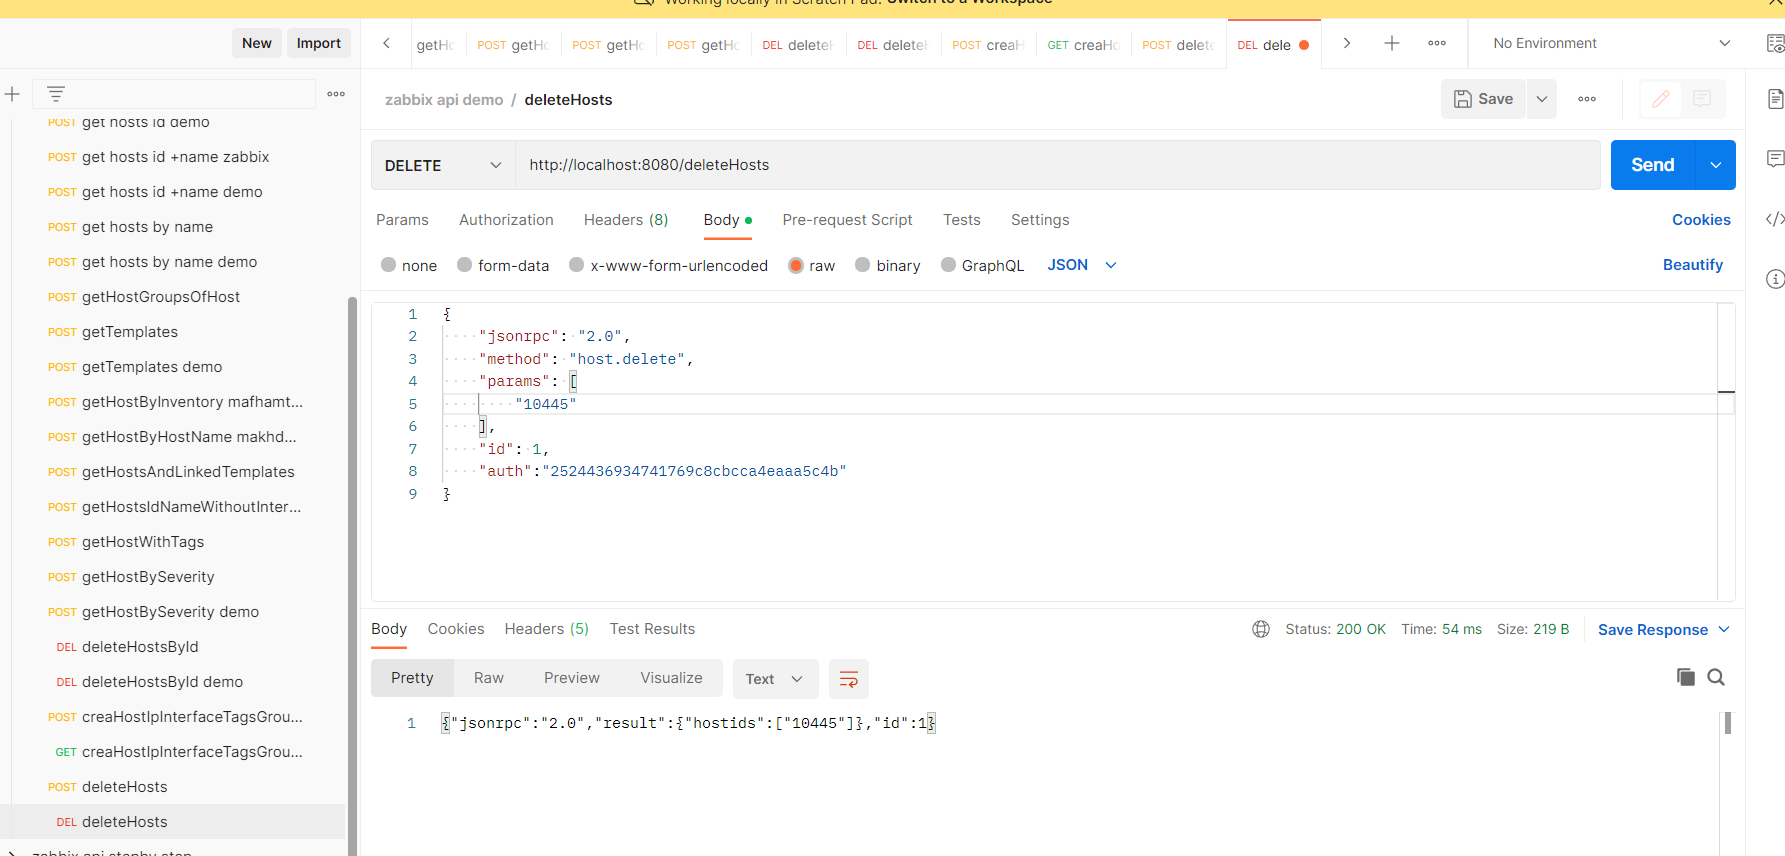 Working locally in Scratch Pad. Switch to a Workspace
New Import
getHo POST getHo POST getHo POST getHo DEL delete DEL delete POST creaH GET creaHo POST delete DEL dele No Environment
zabbix api demo / deleteHosts Save
DELETE http://localhost:8080/deleteHosts Send
Params Authorization Headers (8) Body Pre-request Script Tests Settings Cookies
none form-data x-www-form-urlencoded raw binary GraphQL JSON Beautify
1 {
2 "jsonrpc": "2.0",
3 "method": "host.delete",
4 "params": [
5 "10445"
6 ],
7 "id": 1,
8 "auth":"2524436934741769c8cbcca4eaaa5c4b"
9 }
Body Cookies Headers (5) Test Results Status: 200 OK Time: 54 ms Size: 219 B Save Response
Pretty Raw Preview Visualize Text
1 {"jsonrpc":"2.0","result":{"hostids":["10445"]},"id":1}
POST get hosts id demo
POST get hosts id +name zabbix
POST get hosts id +name demo
POST get hosts by name
POST get hosts by name demo
POST getHostGroupsOfHost
POST getTemplates
POST getTemplates demo
POST getHostByInventory mafhamt...
POST getHostByHostName makhd...
POST getHostsAndLinkedTemplates
POST getHostsIdNameWithoutInter...
POST getHostWithTags
POST getHostBySeverity
POST getHostBySeverity demo
DEL deleteHostsById
DEL deleteHostsById demo
POST creaHostIpInterfaceTagsGrou...
GET creaHostIpInterfaceTagsGrou...
POST deleteHosts
DEL deleteHosts
zabbix api stepby step